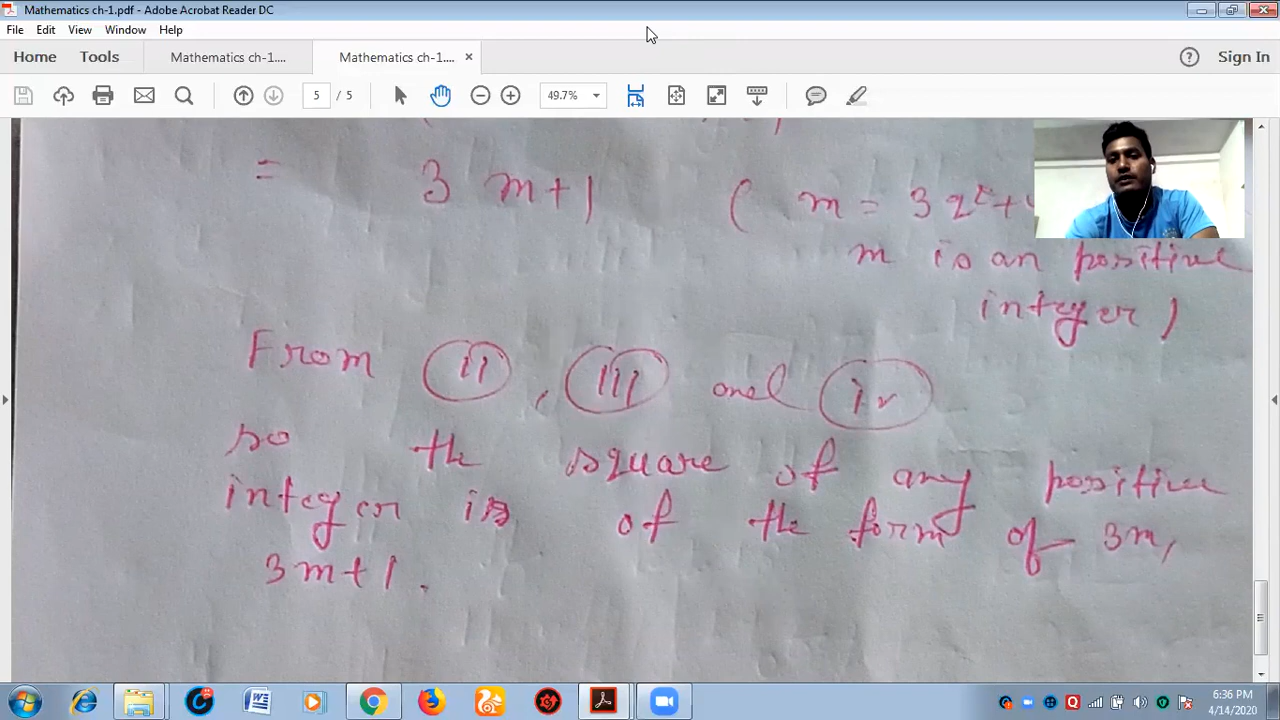 Mathematics ch-1.pdf - Adobe Acrobat Reader DC
File Edit View Window Help
Home Tools Mathematics ch-1.... Mathematics ch-1.... × Sign In
5 / 5 49.7%
= 3 m+1 ( m = 3q²+
m is an positive
integer)
From ii , iii and iv
so the square of any positive
integer is of the form of 3m,
3m+1.
6:36 PM
4/14/2020